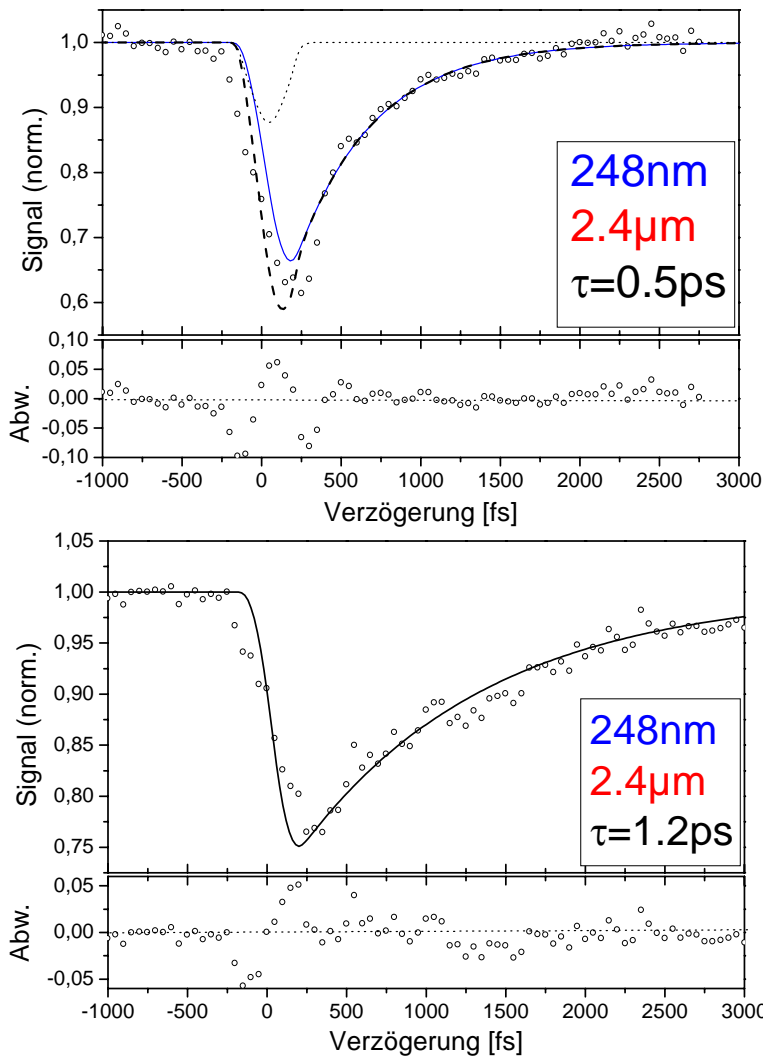 1,0
0,9
0,8
0,7
0,6
Signal (norm.)
248nm
2.4µm
τ=0.5ps
0,10
0,05
0,00
-0,05
-0,10
Abw.
-1000 -500 0 500 1000 1500 2000 2500 3000
Verzögerung [fs]
1,05
1,00
0,95
0,90
0,85
0,80
0,75
Signal (norm.)
248nm
2.4µm
τ=1.2ps
0,05
0,00
-0,05
Abw.
-1000 -500 0 500 1000 1500 2000 2500 3000
Verzögerung [fs]